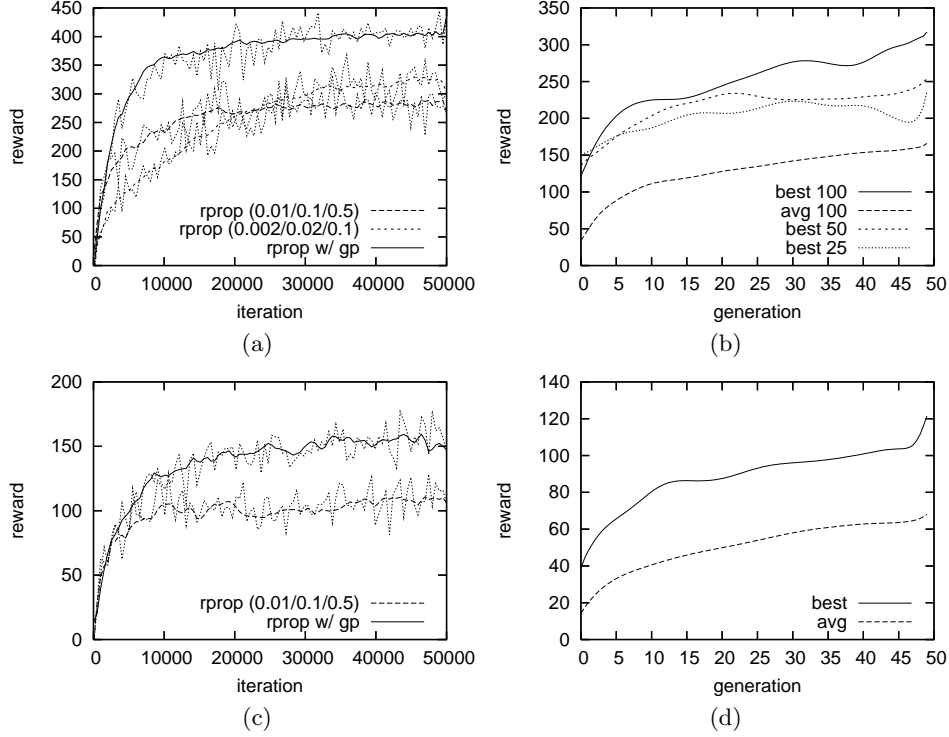 450
400
350
300
250
200
150
100
50
0
reward
0 10000 20000 30000 40000 50000
iteration
rprop (0.01/0.1/0.5)
rprop (0.002/0.02/0.1)
rprop w/ gp
(a)
350
300
250
200
150
100
50
0
reward
0 5 10 15 20 25 30 35 40 45 50
generation
best 100
avg 100
best 50
best 25
(b)
200
150
100
50
0
reward
0 10000 20000 30000 40000 50000
iteration
rprop (0.01/0.1/0.5)
rprop w/ gp
(c)
140
120
100
80
60
40
20
0
reward
0 5 10 15 20 25 30 35 40 45 50
generation
best
avg
(d)